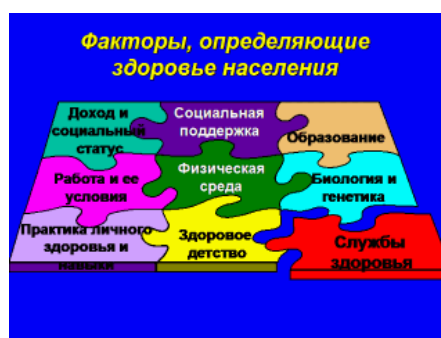 Факторы, определяющие
здоровье населения
Доход и
социальный
статус
Социальная
поддержка
Образование
Работа и ее
условия
Физическая
среда
Биология и
генетика
Практика личного
здоровья и
навыки
Здоровое
детство
Службы
здоровья